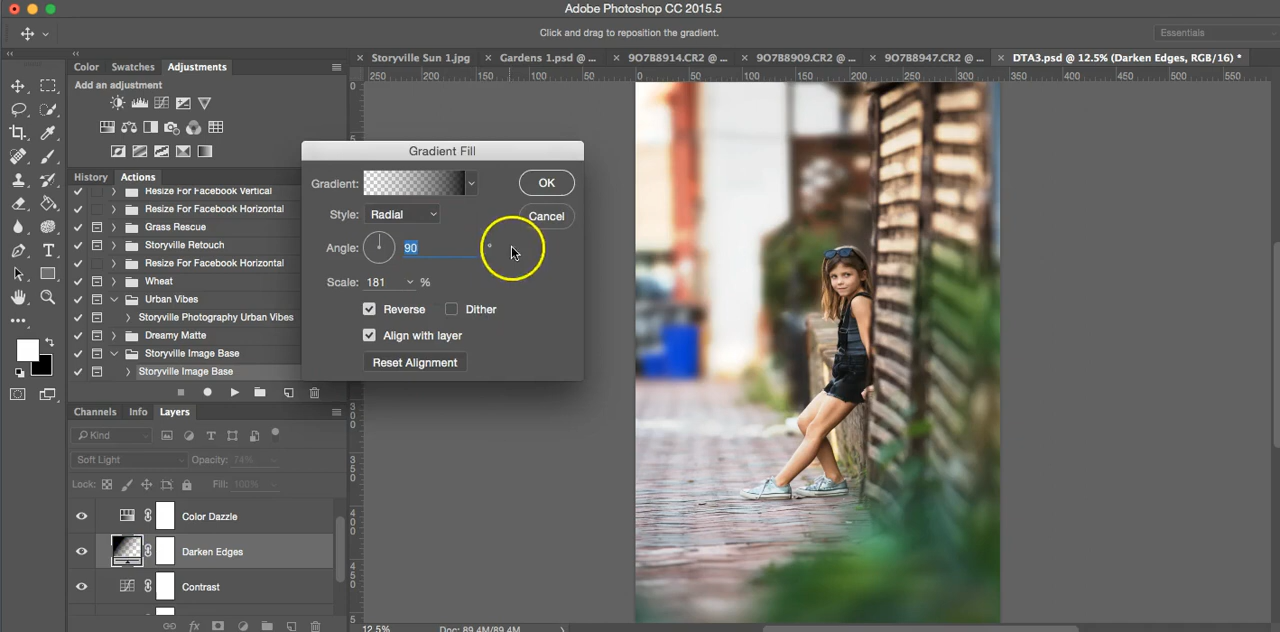 Adobe Photoshop CC 2015.5
Click and drag to reposition the gradient.
Essentials
Storyville Sun 1.jpg
Gardens 1.psd @ ...
9O7B8914.CR2 @ ...
9O7B8909.CR2 @ ...
9O7B8947.CR2 @ ...
DTA3.psd @ 12.5% (Darken Edges, RGB/16) *
250 200 150 100 50 0 50 100 150 200 250 300 350 400 450 500 550
Color Swatches Adjustments
Add an adjustment
History Actions
Resize For Facebook Vertical
Resize For Facebook Horizontal
Grass Rescue
Storyville Retouch
Resize For Facebook Horizontal
Wheat
Urban Vibes
Storyville Photography Urban Vibes
Dreamy Matte
Storyville Image Base
Storyville Image Base
Gradient Fill
Gradient:
OK
Style: Radial
Cancel
Angle: 90 °
Scale: 181 %
Reverse Dither
Align with layer
Reset Alignment
Channels Info Layers
Kind
Soft Light Opacity: 74%
Lock: Fill: 100%
Color Dazzle
Darken Edges
Contrast
12.5% Doc: 89.4M/89.4M